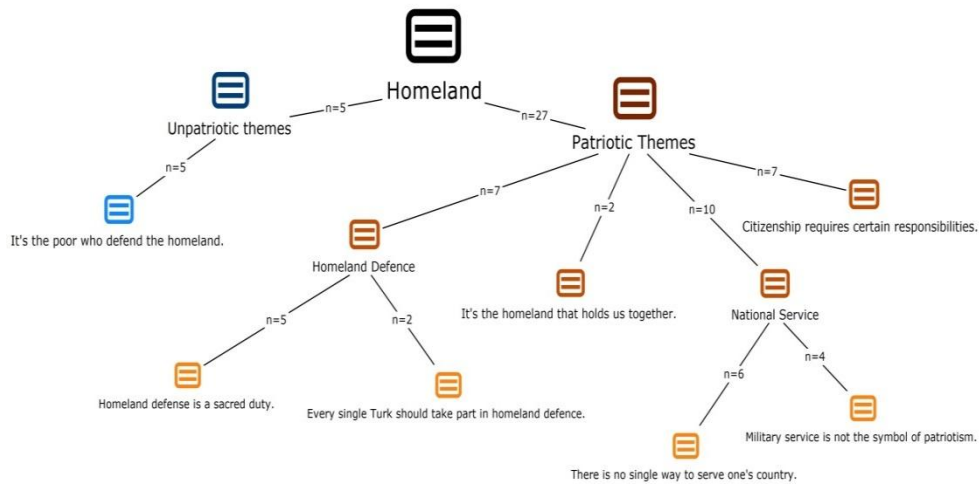 Homeland
n=5
n=27
Unpatriotic themes
Patriotic Themes
n=5
n=7
n=2
n=10
n=7
It's the poor who defend the homeland.
Citizenship requires certain responsibilities.
Homeland Defence
It's the homeland that holds us together.
National Service
n=5
n=2
n=6
n=4
Homeland defense is a sacred duty.
Every single Turk should take part in homeland defence.
Military service is not the symbol of patriotism.
There is no single way to serve one's country.